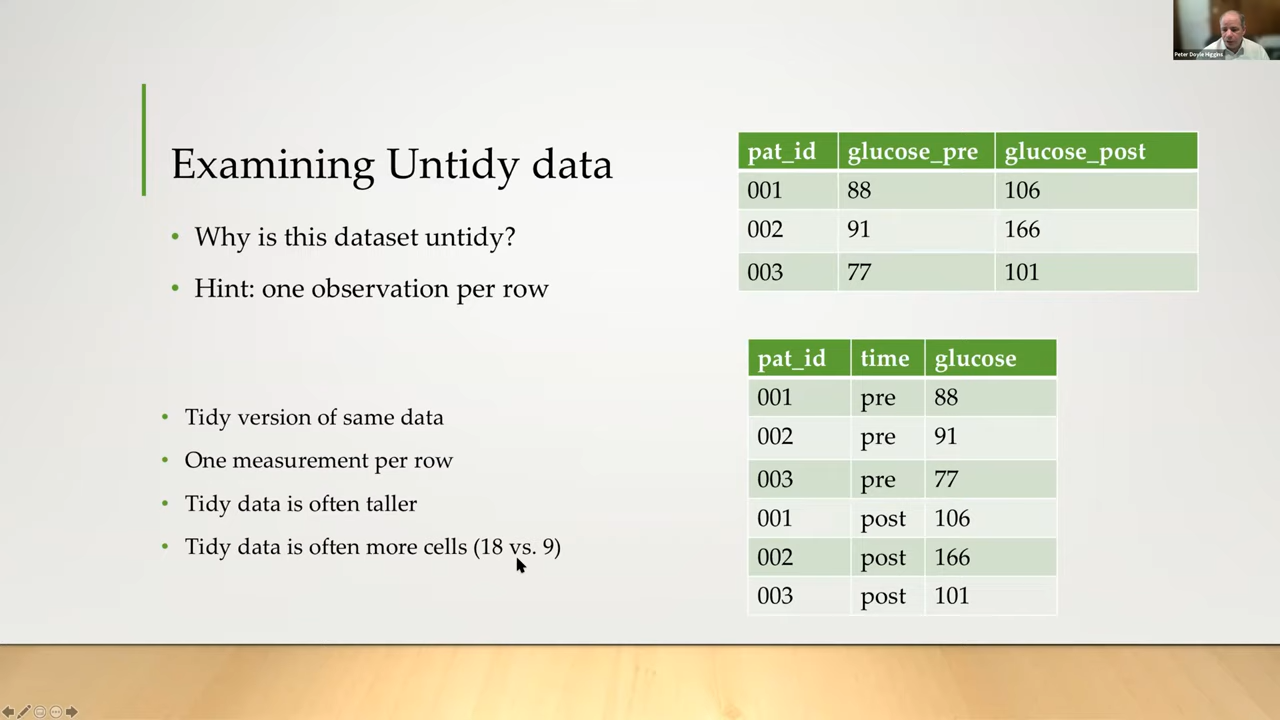 Peter Doyle Higgins
Examining Untidy data
• Why is this dataset untidy?
• Hint: one observation per row
pat_id glucose_pre glucose_post
001 88 106
002 91 166
003 77 101
• Tidy version of same data
• One measurement per row
• Tidy data is often taller
• Tidy data is often more cells (18 vs. 9)
pat_id time glucose
001 pre 88
002 pre 91
003 pre 77
001 post 106
002 post 166
003 post 101